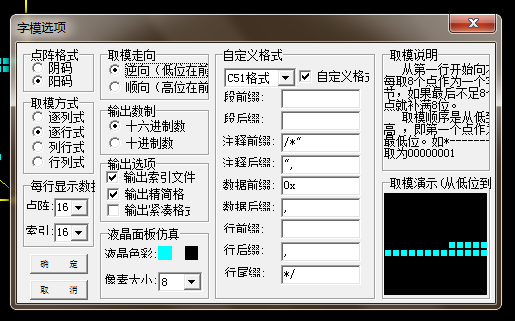 字模选项
点阵格式
阴码
阳码
取模方式
逐列式
逐行式
列行式
行列式
每行显示数据
点阵: 16
索引: 16
确 定
取 消
取模走向
逆向(低位在前
顺向(高位在前
输出数制
十六进制数
十进制数
输出选项
输出索引文件
输出精简格
输出紧凑格式
液晶面板仿真
液晶色彩:
像素大小: 8
自定义格式
C51格式
自定义格式
段前缀:
段后缀:
注释前缀: /*“
注释后缀: “,
数据前缀: 0x
数据后缀: ,
行前缀:
行后缀: ,
行尾缀: */
取模说明
从第一行开始向
每取8个点作为一个
节，如果最后不足8个
点就补满8位。
取模顺序是从低到
高，即第一个点作为
最低位。如*-------
取为00000001
取模演示(从低位到